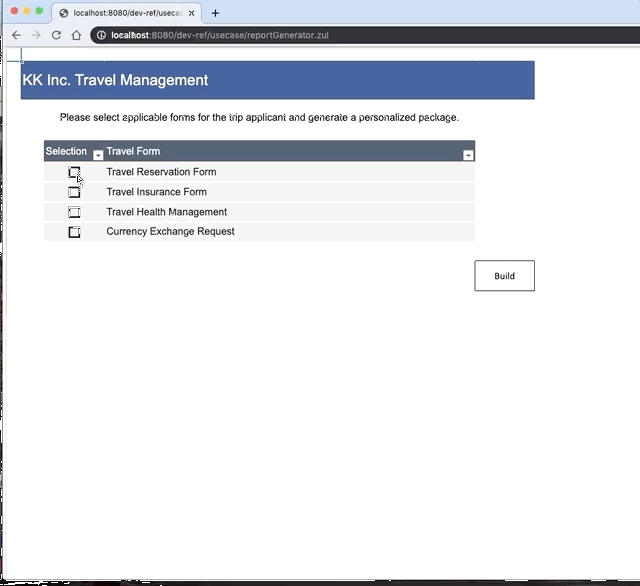 localhost:8080/dev-ref/usecas
localhost:8080/dev-ref/usecase/reportGenerator.zul
KK Inc. Travel Management
Please select applicable forms for the trip applicant and generate a personalized package.
Selection Travel Form
Travel Reservation Form
Travel Insurance Form
Travel Health Management
Currency Exchange Request
Build